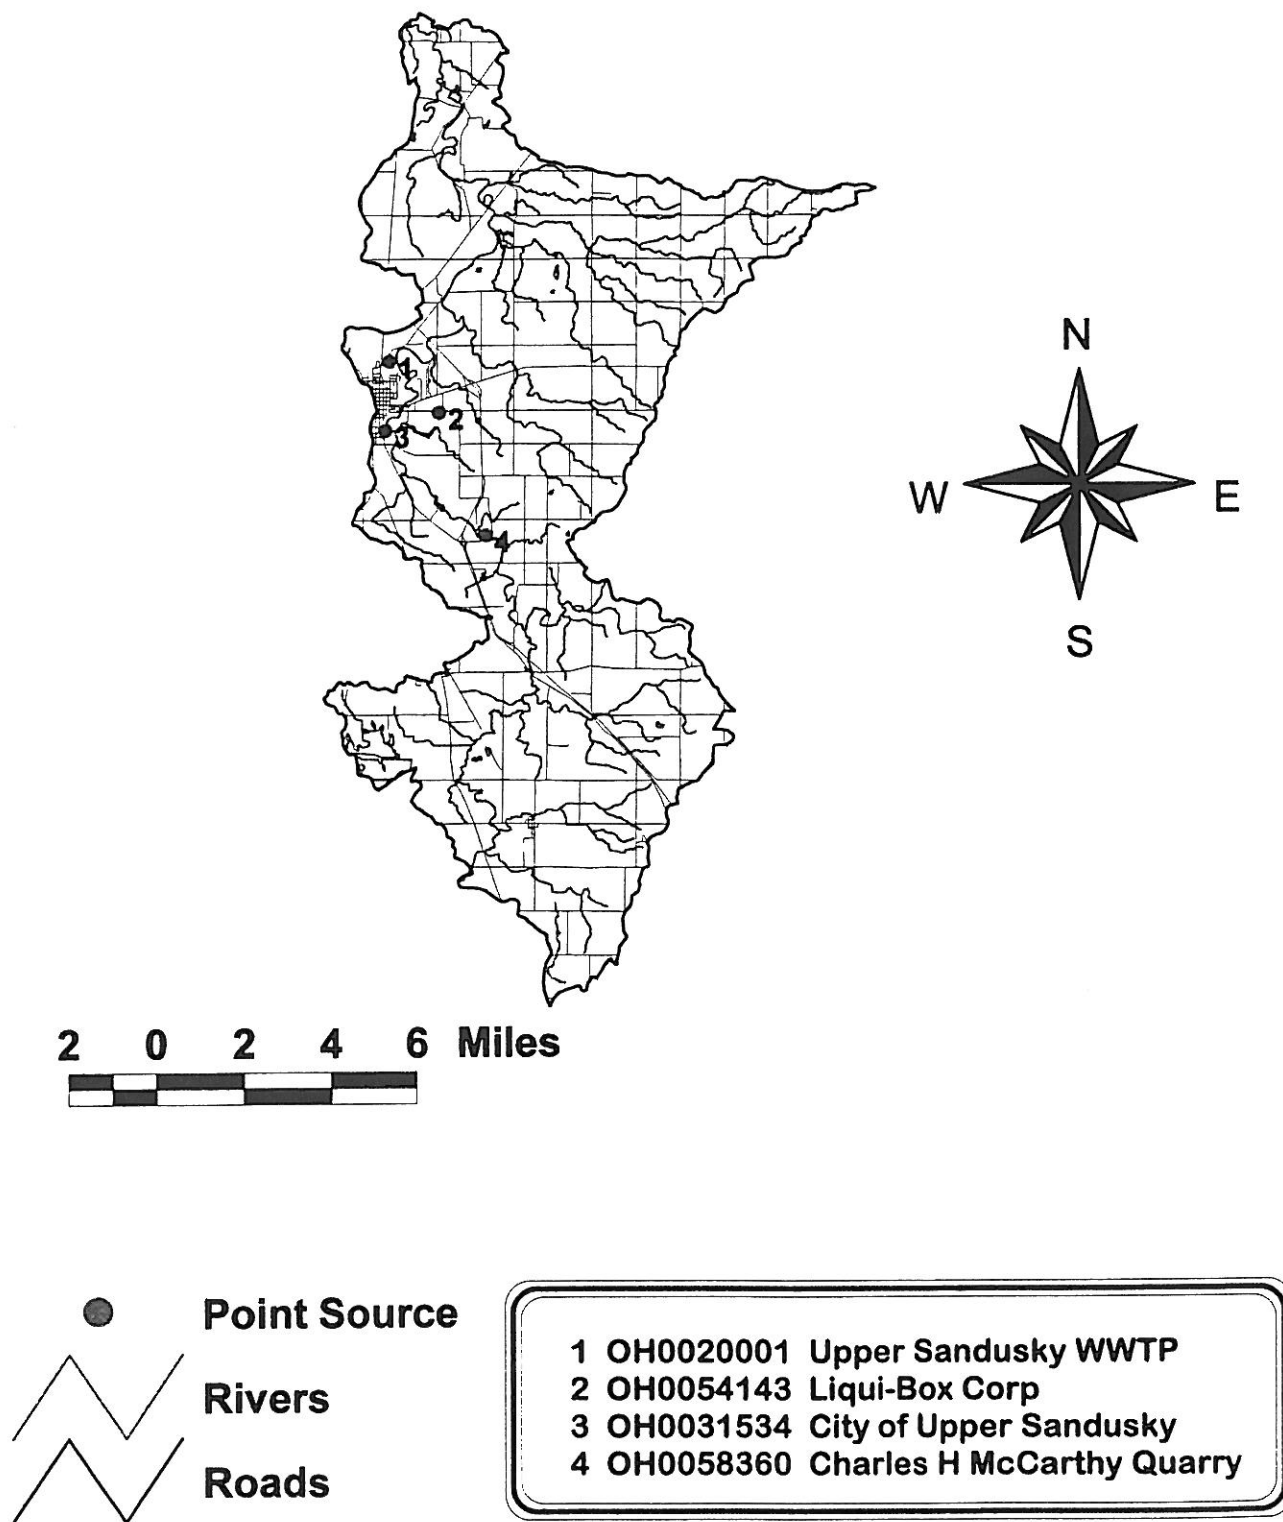 1
2
3
4
N
W E
S
2 0 2 4 6 Miles
Point Source
Rivers
Roads
1 OH0020001 Upper Sandusky WWTP
2 OH0054143 Liqui-Box Corp
3 OH0031534 City of Upper Sandusky
4 OH0058360 Charles H McCarthy Quarry